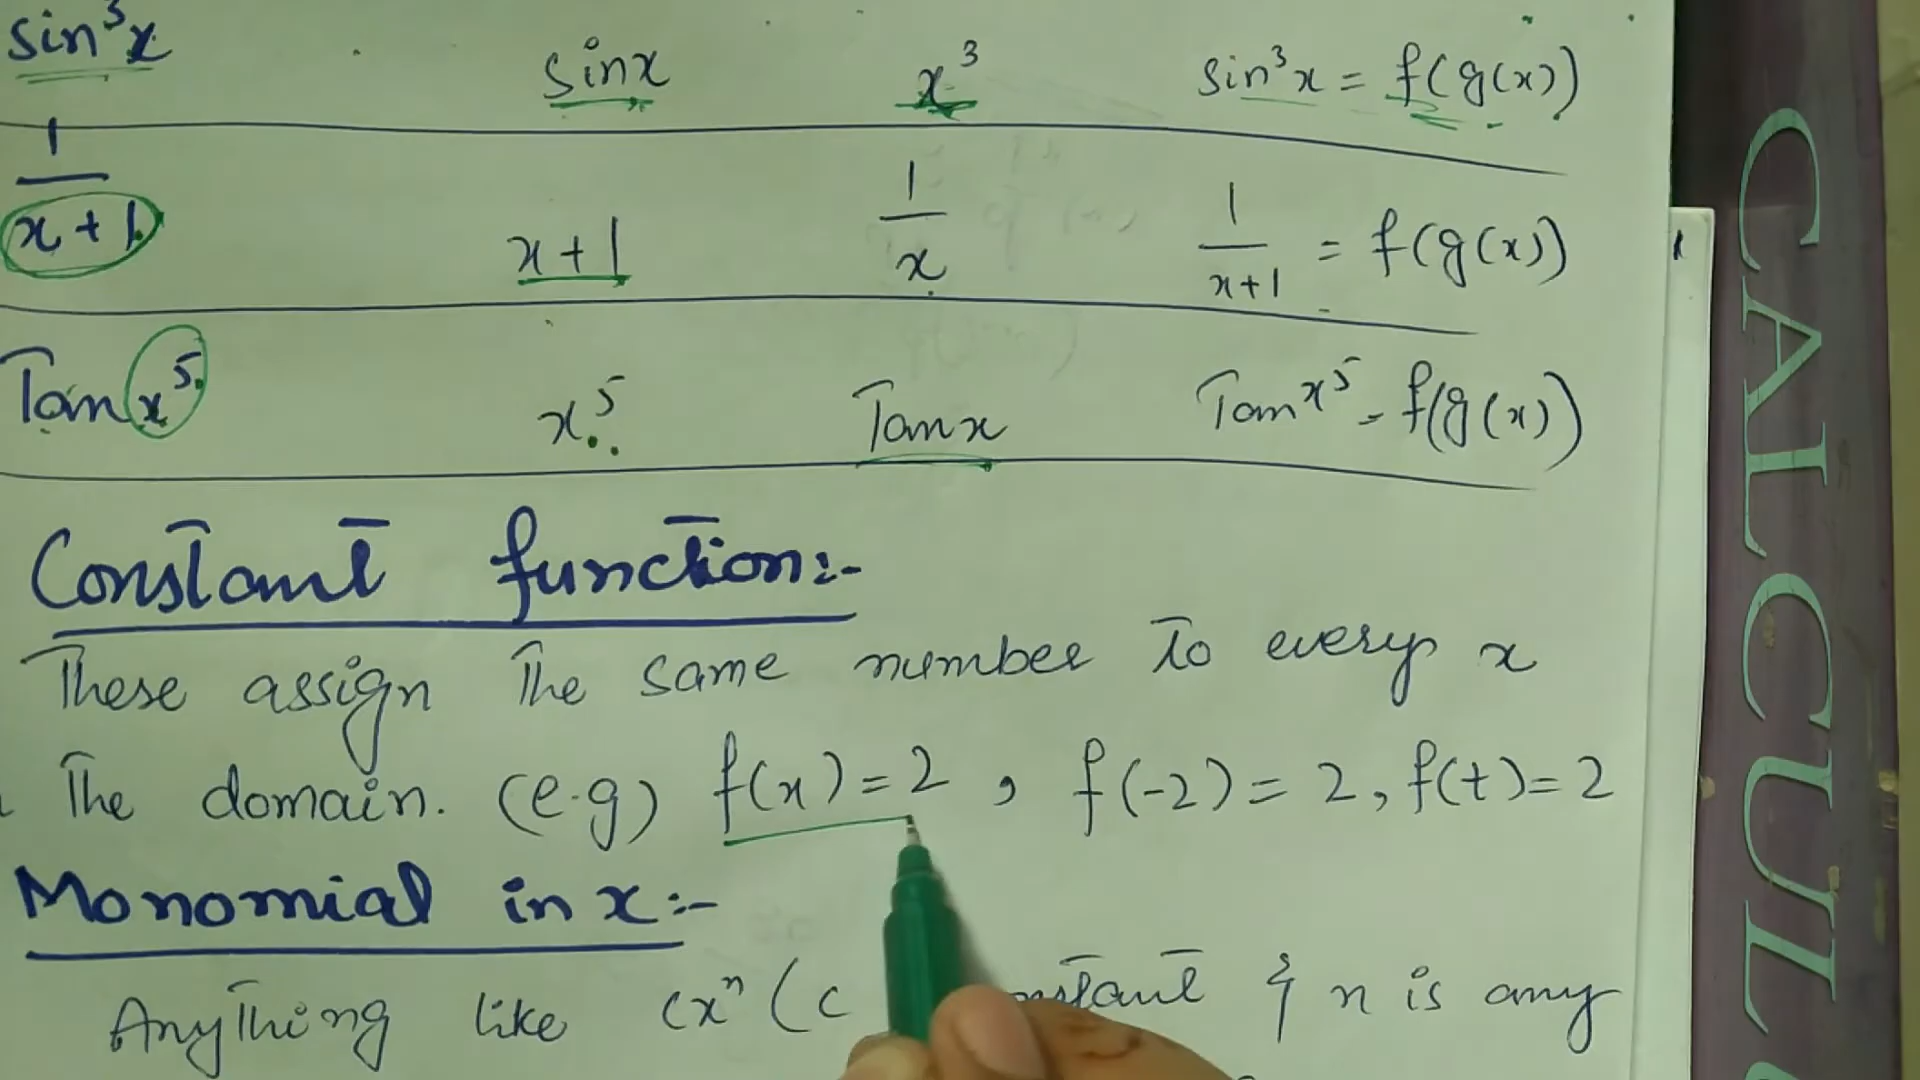 sin³x sinx x³ sin³x = f(g(x))
1/x+1 x+1 1/x 1/x+1 = f(g(x))
Tan x⁵ x⁵ Tan x Tan x⁵ = f(g(x))
Constant function:-
These assign the same number to every x
the domain. (e.g) f(x)=2, f(-2)=2, f(t)=2
Monomial in x:-
Anything like cxⁿ (c & n is any
CALCUL